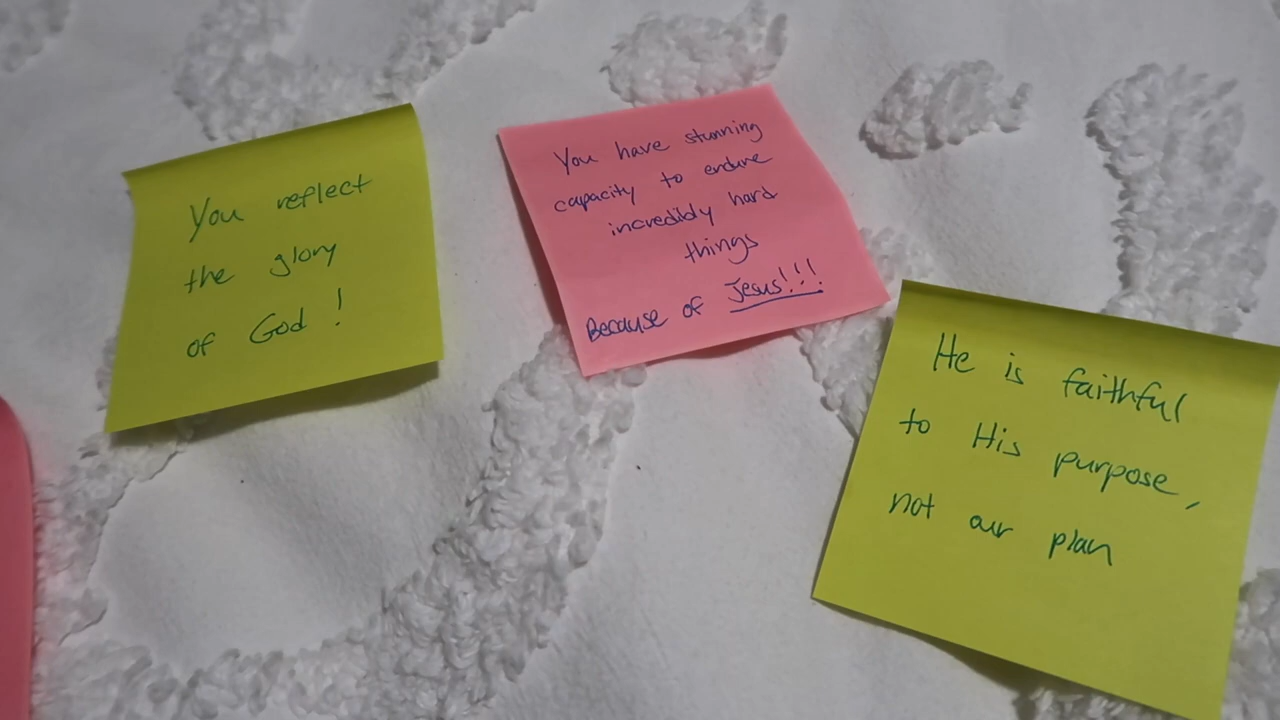 You reflect
the glory
of God !
You have stunning
capacity to endure
incredibly hard
things
Because of Jesus!!!
He is faithful
to His purpose,
not our plan